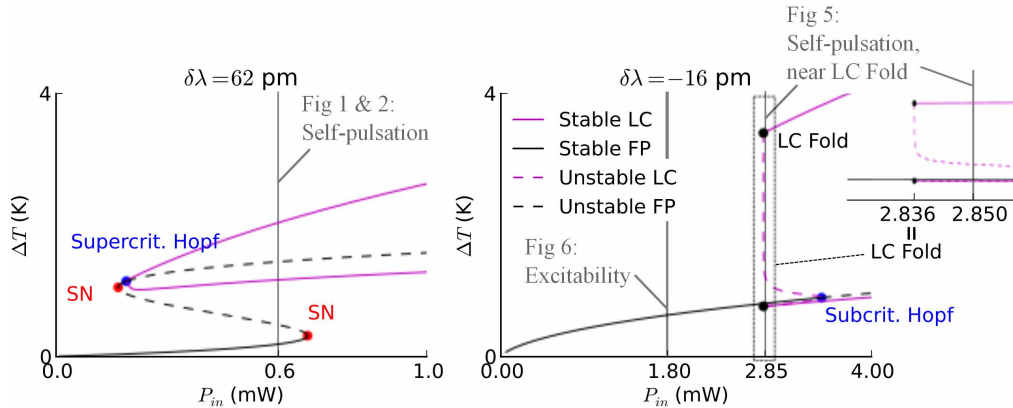 δλ=62 pm
4
0
ΔT (K)
Fig 1 & 2:
Self-pulsation
Supercrit. Hopf
SN
SN
0.0
0.6
1.0
P_in (mW)
δλ=−16 pm
Fig 5:
Self-pulsation,
near LC Fold
4
0
ΔT (K)
Stable LC
Stable FP
Unstable LC
Unstable FP
LC Fold
2.836
2.850
=
LC Fold
Fig 6:
Excitability
Subcrit. Hopf
0.00
1.80
2.85
4.00
P_in (mW)